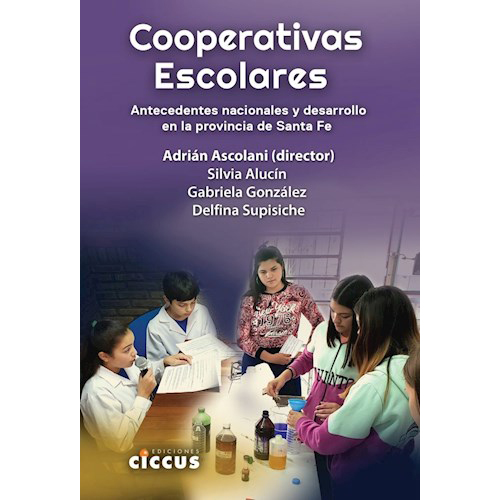 Cooperativas
Escolares
Antecedentes nacionales y desarrollo
en la provincia de Santa Fe
Adrián Ascolani (director)
Silvia Alucín
Gabriela González
Delfina Supisiche
EDICIONES
CICCUS